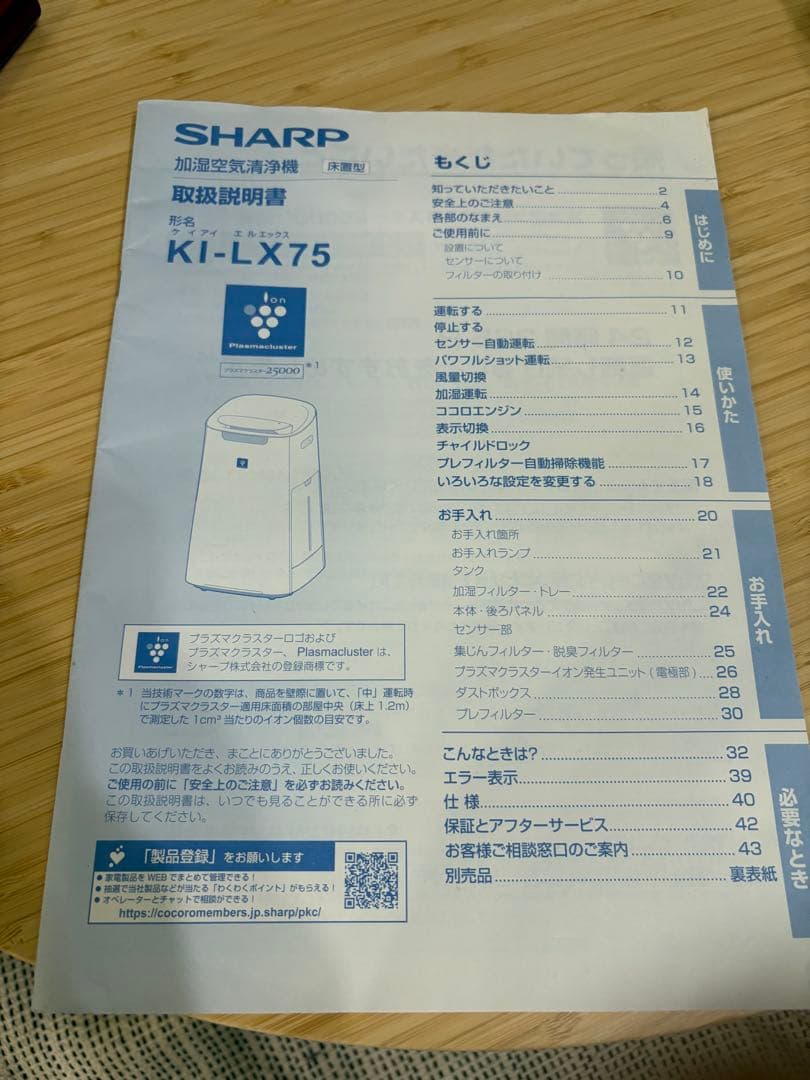 SHARP
加湿空気清浄機 床置型
取扱説明書
形名
ケイアイ エルエックス
KI-LX75
ion
Plasmacluster
プラズマクラスター25000 *1
プラズマクラスターロゴおよび
プラズマクラスター、Plasmacluster は、
シャープ株式会社の登録商標です。
Plasmacluster
*1 当技術マークの数字は、商品を壁際に置いて、「中」運転時
にプラズマクラスター適用床面積の部屋中央（床上1.2m）
で測定した1cm³当たりのイオン個数の目安です。
お買いあげいただき、まことにありがとうございました。
この取扱説明書をよくお読みのうえ、正しくお使いください。
ご使用の前に「安全上のご注意」を必ずお読みください。
この取扱説明書は、いつでも見ることができる所に必ず
保存してください。
「製品登録」をお願いします
●家電製品をWEBでまとめて管理できる！
●抽選で当社製品などが当たる「わくわくポイント」がもらえる！
●オペレーターとチャットで相談ができる！
https://cocoromembers.jp.sharp/pkc/
もくじ
はじめに
知っていただきたいこと 2
安全上のご注意 4
各部のなまえ 6
ご使用前に 9
設置について
センサーについて
フィルターの取り付け 10
使いかた
運転する 11
停止する
センサー自動運転 12
パワフルショット運転 13
風量切換
加湿運転 14
ココロエンジン 15
表示切換 16
チャイルドロック
プレフィルター自動掃除機能 17
いろいろな設定を変更する 18
お手入れ
お手入れ 20
お手入れ箇所
お手入れランプ 21
タンク
加湿フィルター・トレー 22
本体・後ろパネル 24
センサー部
集じんフィルター・脱臭フィルター 25
プラズマクラスターイオン発生ユニット（電極部） 26
ダストボックス 28
プレフィルター 30
必要なとき
こんなときは? 32
エラー表示 39
仕様 40
保証とアフターサービス 42
お客様ご相談窓口のご案内 43
別売品 裏表紙